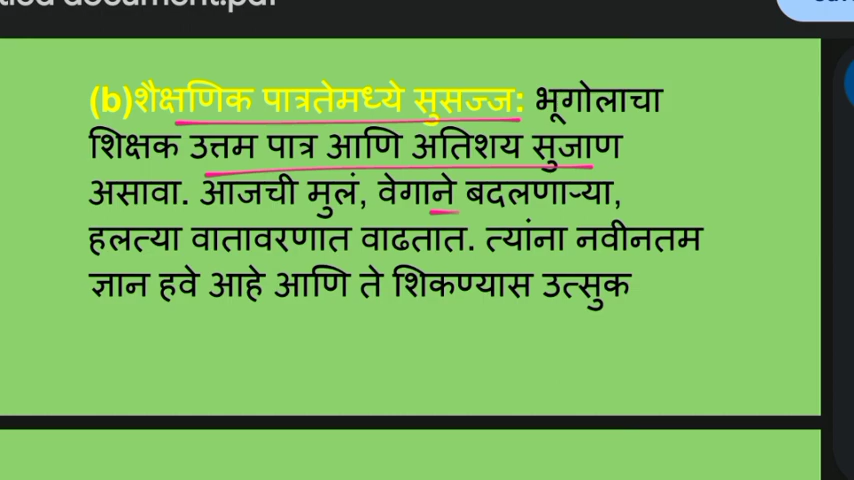 (b)शैक्षणिक पात्रतेमध्ये सुसज्ज: भूगोलाचा
शिक्षक उत्तम पात्र आणि अतिशय सुजाण
असावा. आजची मुलं, वेगाने बदलणाऱ्या,
हलत्या वातावरणात वाढतात. त्यांना नवीनतम
ज्ञान हवे आहे आणि ते शिकण्यास उत्सुक